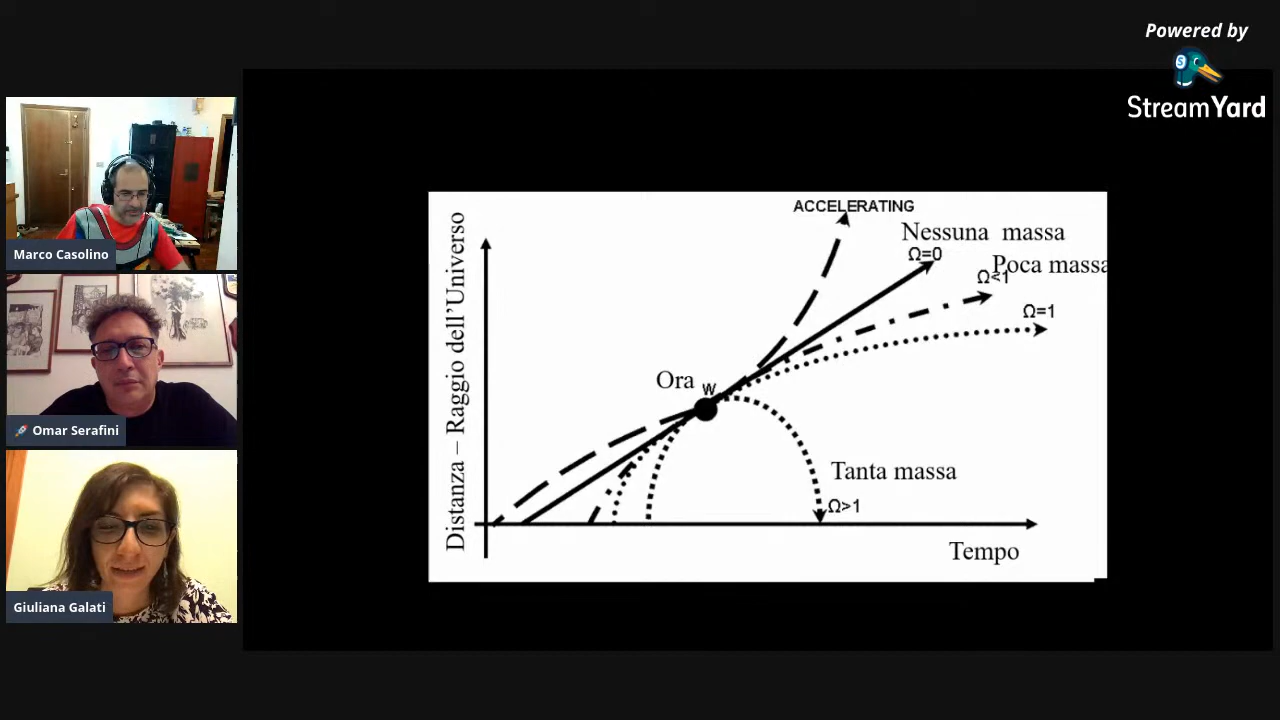 Powered by
StreamYard
Marco Casolino
🚀 Omar Serafini
Giuliana Galati
Distanza – Raggio dell'Universo
ACCELERATING
Nessuna massa
Ω=0
Poca massa
Ω<1
Ω=1
Ora
W
Tanta massa
Ω>1
Tempo